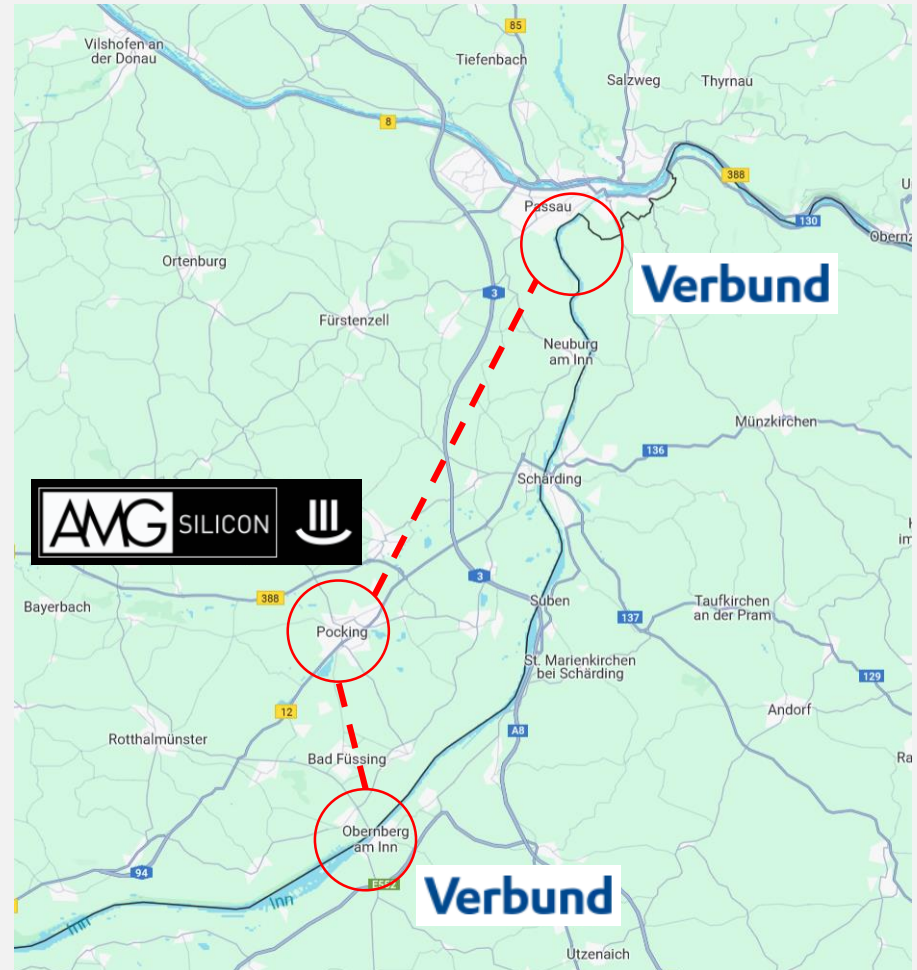 85
Vilshofen an
der Donau
Tiefenbach
Salzweg
Thyrnau
8
388
Passau
130
Ortenburg
Verbund
3
Fürstenzell
Neuburg
am Inn
Münzkirchen
136
Schärding
AMG SILICON
3
388
Bayerbach
Suben
Taufkirchen
an der Pram
137
Pocking
St. Marienkirchen
bei Schärding
129
12
Andorf
A8
Rotthalmünster
Bad Füssing
Obernberg
am Inn
94
E552
Verbund
Inn
Inn
Utzenaich